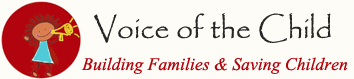 Voice of the Child
Building Families & Saving Children